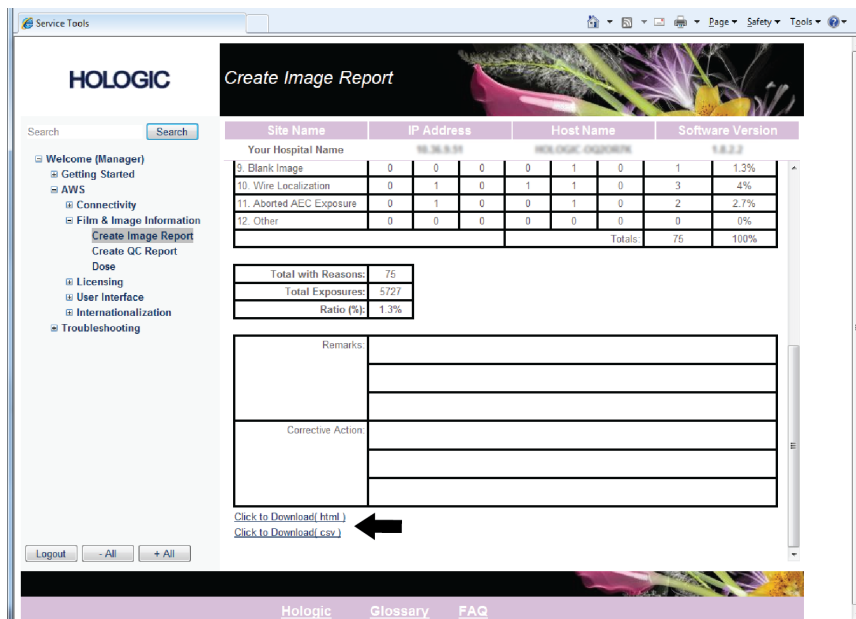 Service Tools
Page Safety Tools
HOLOGIC
Create Image Report
Search Search
Site Name IP Address Host Name Software Version
Your Hospital Name
Welcome (Manager)
Getting Started
AWS
Connectivity
Film & Image Information
Create Image Report
Create QC Report
Dose
Licensing
User Interface
Internationalization
Troubleshooting
9. Blank Image 0 0 0 0 1 0 1 1.3%
10. Wire Localization 0 1 0 1 1 0 3 4%
11. Aborted AEC Exposure 0 1 0 0 1 0 2 2.7%
12. Other 0 0 0 0 0 0 0 0%
Totals: 75 100%
Total with Reasons: 75
Total Exposures: 5727
Ratio (%): 1.3%
Remarks:
Corrective Action:
Click to Download( html )
Click to Download( csv )
Logout - All + All
Hologic Glossary FAQ